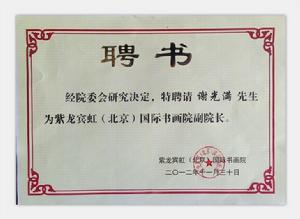 聘书
经院委会研究决定，特聘请 谢光满 先生
为紫龙宾虹（北京）国际书画院副院长。
紫龙宾虹（北京）国际书画院
二〇一二年十一月三十日